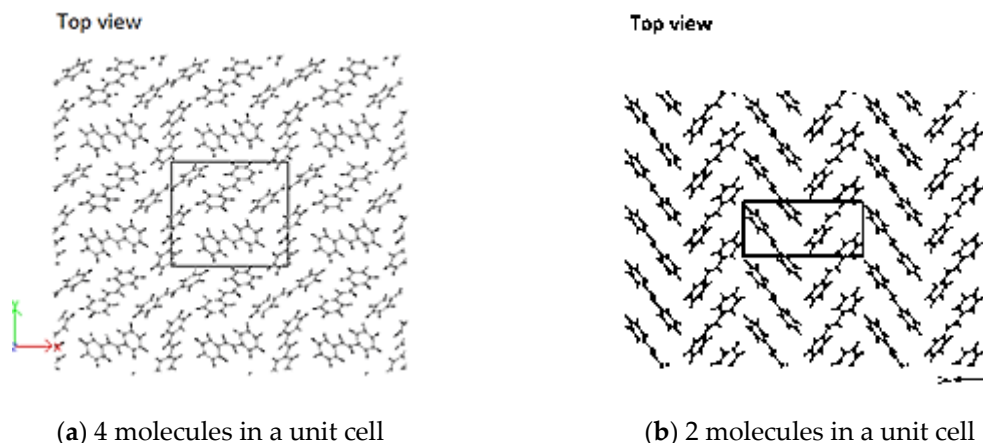 Top view
Top view
y
x
(a) 4 molecules in a unit cell
(b) 2 molecules in a unit cell